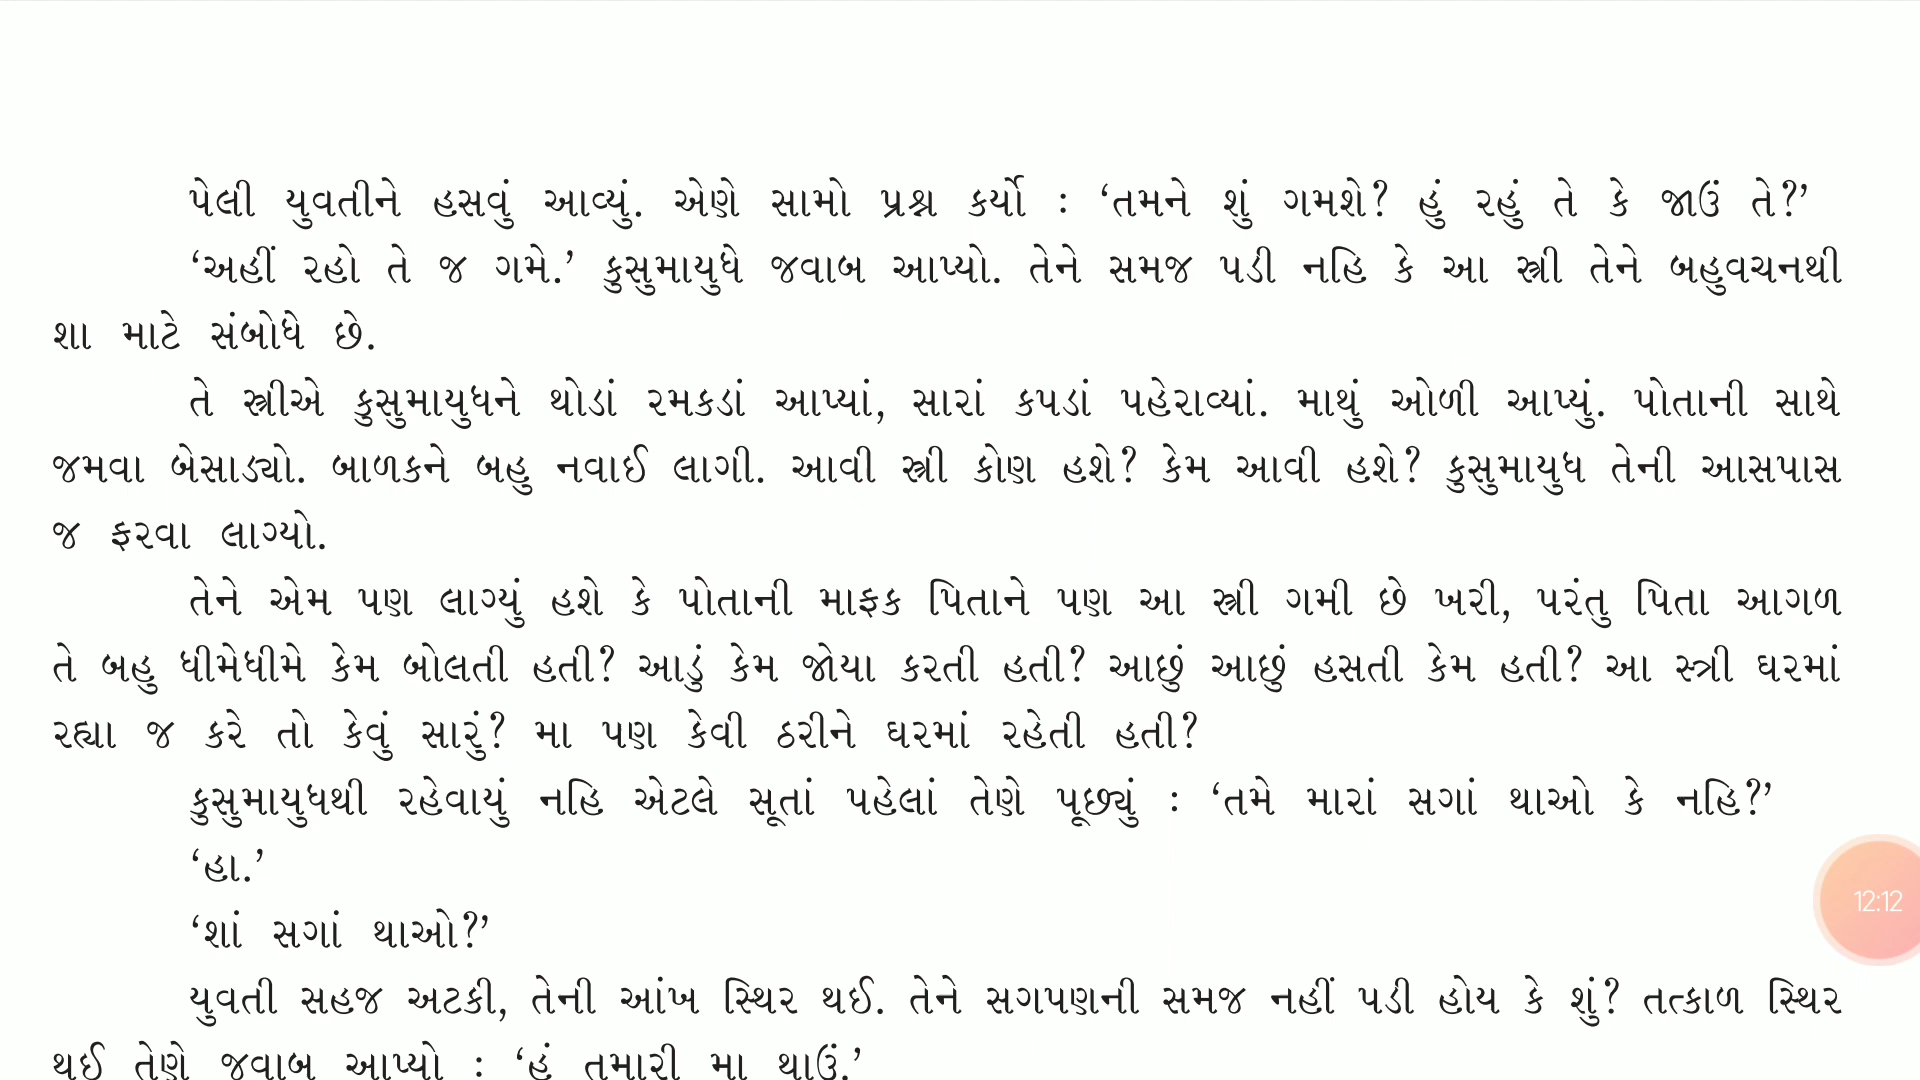 પેલી યુવતીને હસવું આવ્યું. એણે સામો પ્રશ્ન કર્યો : ‘તમને શું ગમશે? હું રહું તે કે જાઉં તે?’
‘અહીં રહો તે જ ગમે.’ કુસુમાયુધે જવાબ આપ્યો. તેને સમજ પડી નહિ કે આ સ્ત્રી તેને બહુવચનથી
શા માટે સંબોધે છે.
તે સ્ત્રીએ કુસુમાયુધને થોડાં રમકડાં આપ્યાં, સારાં કપડાં પહેરાવ્યાં. માથું ઓળી આપ્યું. પોતાની સાથે
જમવા બેસાડ્યો. બાળકને બહુ નવાઈ લાગી. આવી સ્ત્રી કોણ હશે? કેમ આવી હશે? કુસુમાયુધ તેની આસપાસ
જ ફરવા લાગ્યો.
તેને એમ પણ લાગ્યું હશે કે પોતાની માફક પિતાને પણ આ સ્ત્રી ગમી છે ખરી, પરંતુ પિતા આગળ
તે બહુ ધીમેધીમે કેમ બોલતી હતી? આડું કેમ જોયા કરતી હતી? આછું આછું હસતી કેમ હતી? આ સ્ત્રી ઘરમાં
રહ્યા જ કરે તો કેવું સારું? મા પણ કેવી ઠરીને ઘરમાં રહેતી હતી?
કુસુમાયુધથી રહેવાયું નહિ એટલે સૂતાં પહેલાં તેણે પૂછ્યું : ‘તમે મારાં સગાં થાઓ કે નહિ?’
‘હા.’
‘શાં સગાં થાઓ?’
12:12
યુવતી સહજ અટકી, તેની આંખ સ્થિર થઈ. તેને સગપણની સમજ નહીં પડી હોય કે શું? તત્કાળ સ્થિર
થઈ તેણે જવાબ આપ્યો : ‘હું તમારી મા થાઉં.’